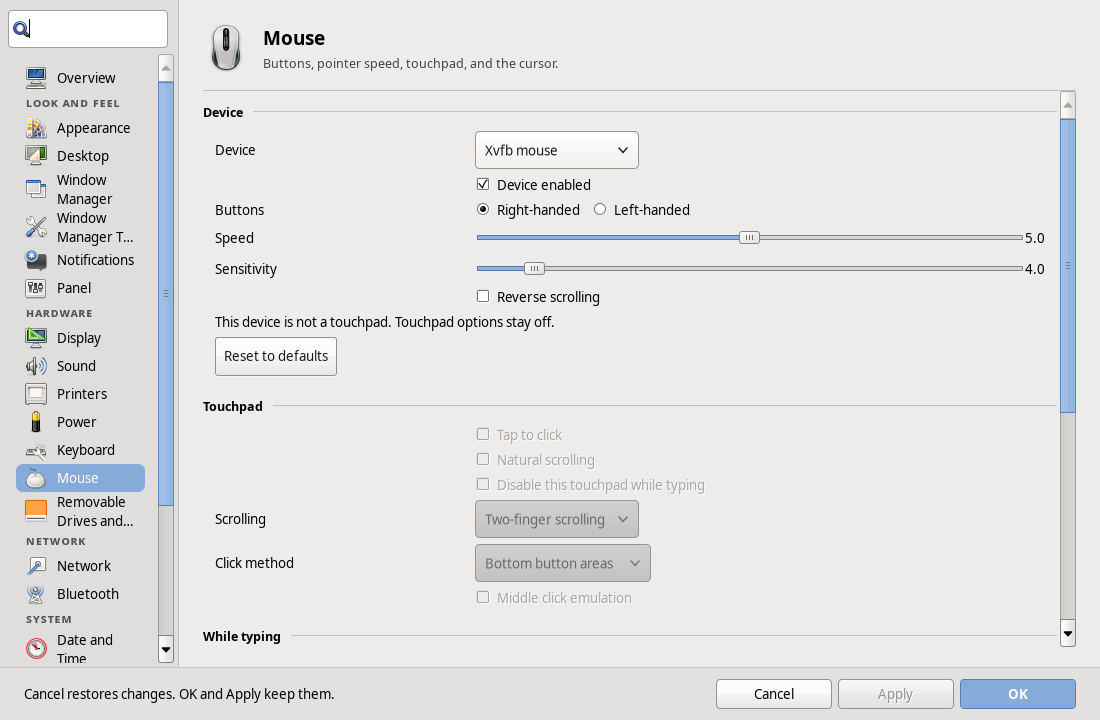 Overview
LOOK AND FEEL
Appearance
Desktop
Window
Manager
Window
Manager T...
Notifications
Panel
HARDWARE
Display
Sound
Printers
Power
Keyboard
Mouse
Removable
Drives and...
NETWORK
Network
Bluetooth
SYSTEM
Date and
Time
Mouse
Buttons, pointer speed, touchpad, and the cursor.
Device
Device Xvfb mouse
Device enabled
Buttons Right-handed Left-handed
Speed 5.0
Sensitivity 4.0
Reverse scrolling
This device is not a touchpad. Touchpad options stay off.
Reset to defaults
Touchpad
Tap to click
Natural scrolling
Disable this touchpad while typing
Scrolling Two-finger scrolling
Click method Bottom button areas
Middle click emulation
While typing
Cancel restores changes. OK and Apply keep them.
Cancel Apply OK